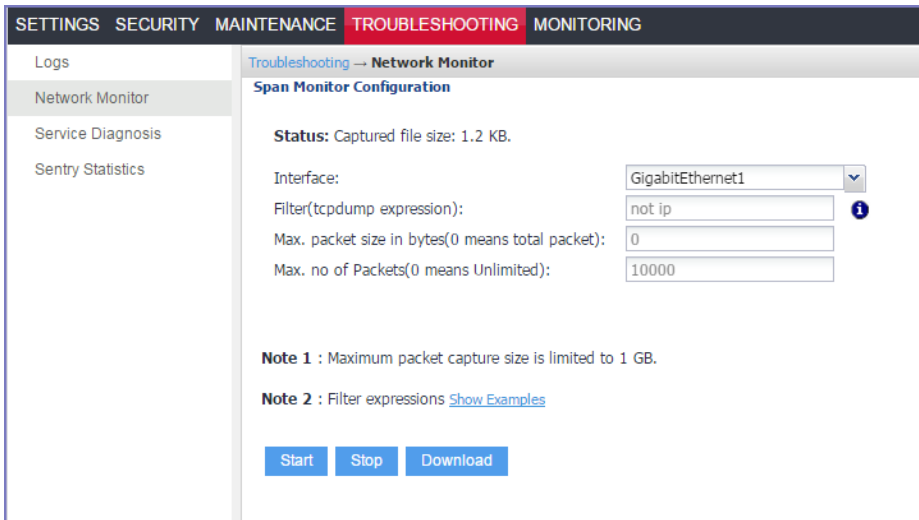 SETTINGS SECURITY MAINTENANCE TROUBLESHOOTING MONITORING
Logs
Network Monitor
Service Diagnosis
Sentry Statistics
Troubleshooting → Network Monitor
Span Monitor Configuration
Status: Captured file size: 1.2 KB.
Interface: GigabitEthernet1
Filter(tcpdump expression): not ip
Max. packet size in bytes(0 means total packet): 0
Max. no of Packets(0 means Unlimited): 10000
Note 1 : Maximum packet capture size is limited to 1 GB.
Note 2 : Filter expressions Show Examples
Start Stop Download